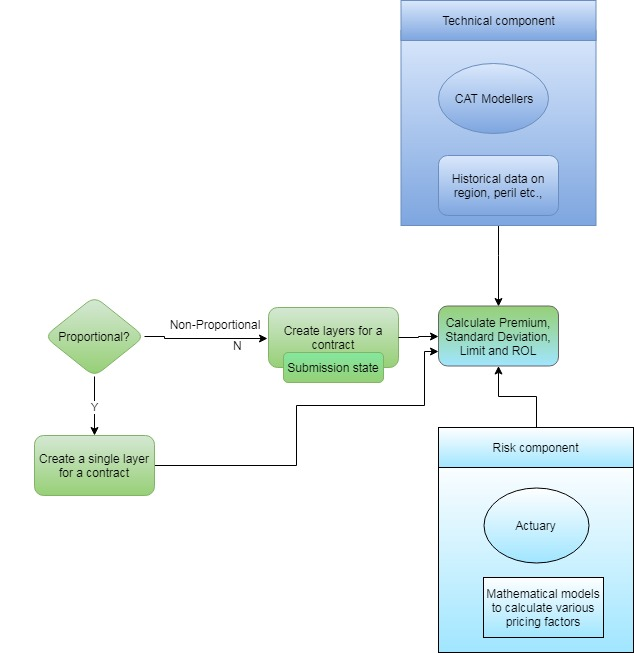 Technical component
CAT Modellers
Historical data on
region, peril etc.,
Proportional?
Non-Proportional
N
Create layers for a
contract
Submission state
Calculate Premium,
Standard Deviation,
Limit and ROL
Y
Create a single layer
for a contract
Risk component
Actuary
Mathematical models
to calculate various
pricing factors